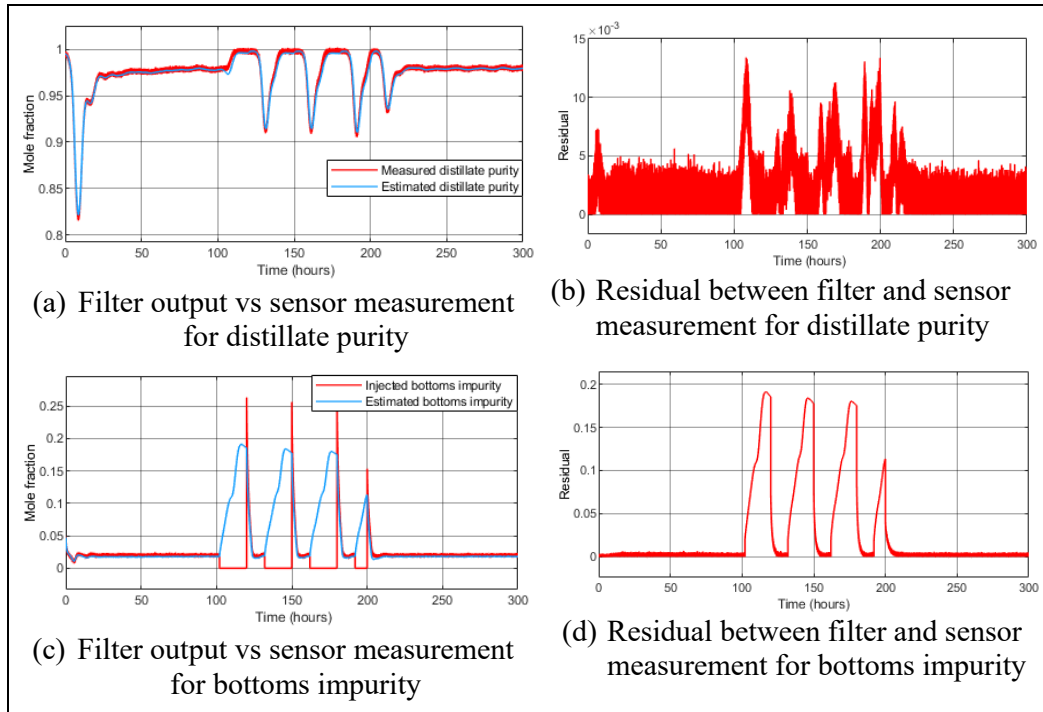 1
0.95
0.9
0.85
0.8
Mole fraction
Measured distillate purity
Estimated distillate purity
0 50 100 150 200 250 300
Time (hours)
(a) Filter output vs sensor measurement
for distillate purity
×10⁻³
15
10
5
0
Residual
0 50 100 150 200 250 300
Time (hours)
(b) Residual between filter and sensor
measurement for distillate purity
0.25
0.2
0.15
0.1
0.05
0
Mole fraction
Injected bottoms impurity
Estimated bottoms impurity
0 50 100 150 200 250 300
Time (hours)
(c) Filter output vs sensor measurement
for bottoms impurity
0.2
0.15
0.1
0.05
0
Residual
0 50 100 150 200 250 300
Time (hours)
(d) Residual between filter and sensor
measurement for bottoms impurity